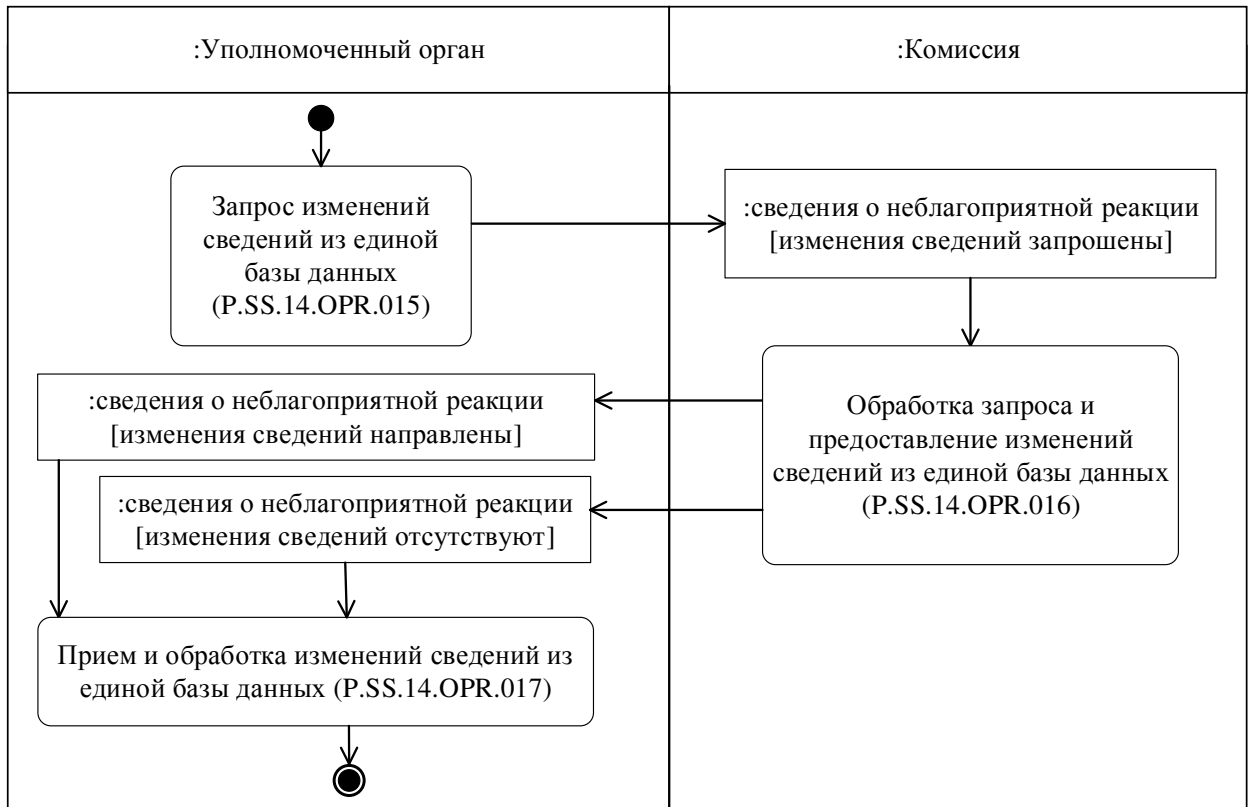 :Уполномоченный орган
:Комиссия
Запрос изменений
сведений из единой
базы данных
(P.SS.14.OPR.015)
:сведения о неблагоприятной реакции
[изменения сведений запрошены]
:сведения о неблагоприятной реакции
[изменения сведений направлены]
Обработка запроса и
предоставление изменений
сведений из единой базы данных
(P.SS.14.OPR.016)
:сведения о неблагоприятной реакции
[изменения сведений отсутствуют]
Прием и обработка изменений сведений из
единой базы данных (P.SS.14.OPR.017)